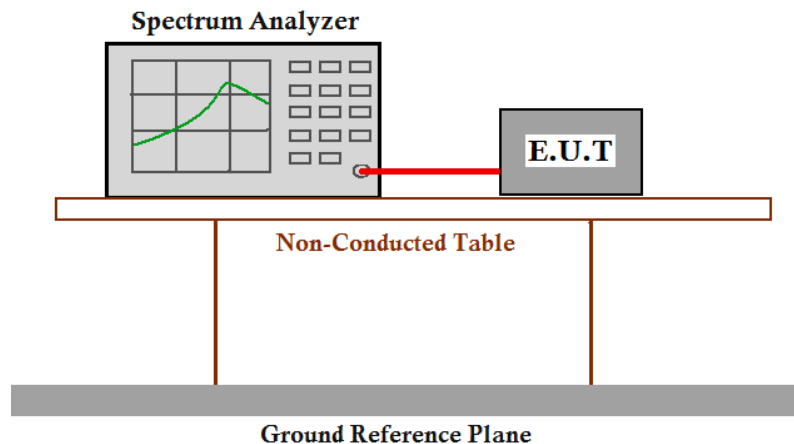 Spectrum Analyzer
E.U.T
Non-Conducted Table
Ground Reference Plane